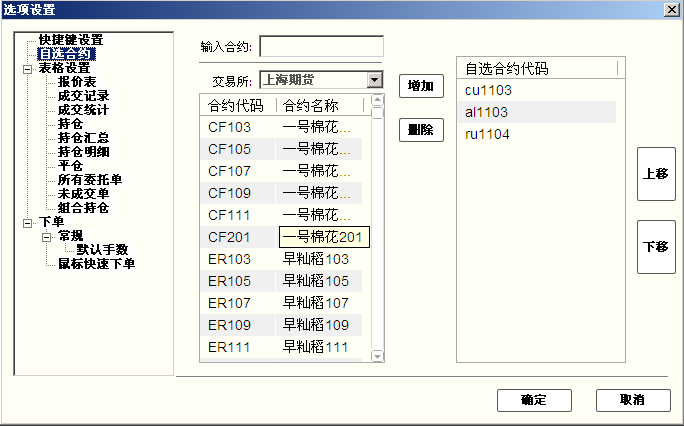 选项设置
快捷键设置
自选合约
表格设置
报价表
成交记录
成交统计
持仓
持仓汇总
持仓明细
平仓
所有委托单
未成交单
组合持仓
下单
常规
默认手数
鼠标快速下单
输入合约:
交易所: 上海期货
合约代码 合约名称
CF103 一号棉花...
CF105 一号棉花...
CF107 一号棉花...
CF109 一号棉花...
CF111 一号棉花...
CF201 一号棉花201
ER103 早籼稻103
ER105 早籼稻105
ER107 早籼稻107
ER109 早籼稻109
ER111 早籼稻111
增加
删除
自选合约代码
cu1103
al1103
ru1104
上移
下移
确定
取消